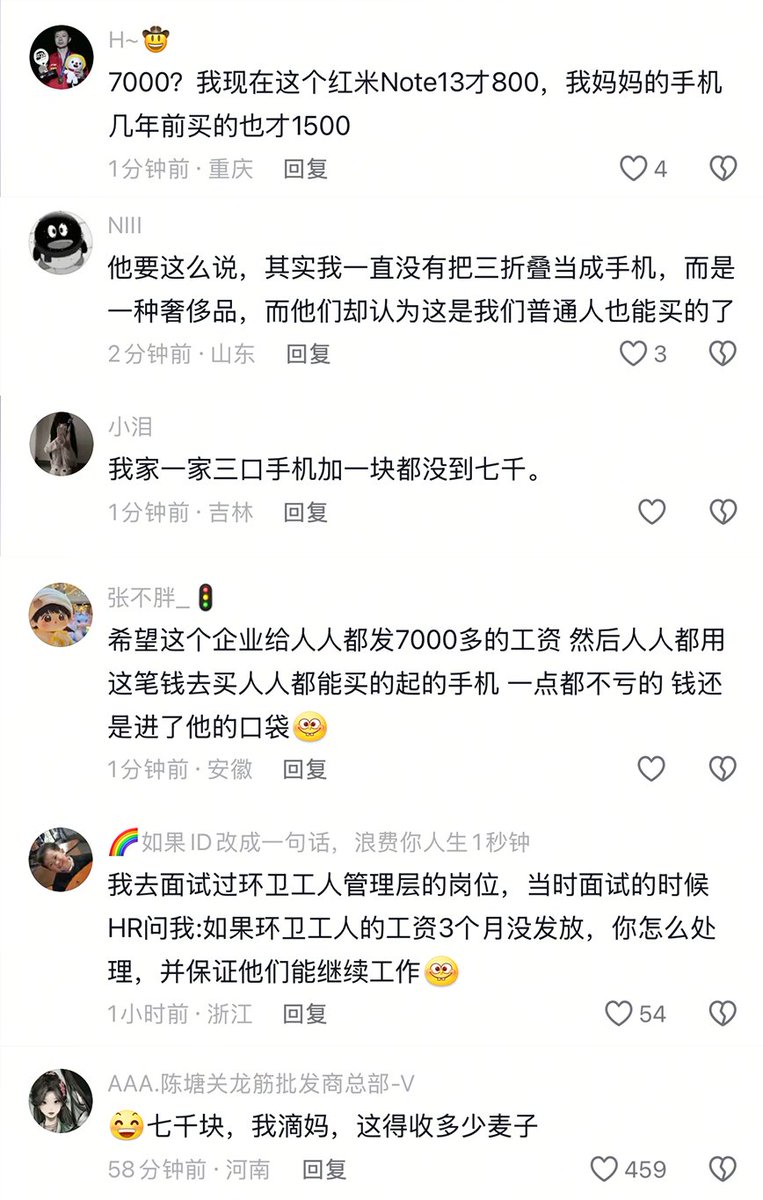 H~🤠
7000？我现在这个红米Note13才800，我妈妈的手机
几年前买的也才1500
1分钟前·重庆 回复 4
NIII
他要这么说，其实我一直没有把三折叠当成手机，而是
一种奢侈品，而他们却认为这是我们普通人也能买的了
2分钟前·山东 回复 3
小泪
我家一家三口手机加一块都没到七千。
1分钟前·吉林 回复
张不胖_🚦
希望这个企业给人人都发7000多的工资 然后人人都用
这笔钱去买人人都能买的起的手机 一点都不亏的 钱还
是进了他的口袋
1分钟前·安徽 回复
🌈如果ID改成一句话，浪费你人生1秒钟
我去面试过环卫工人管理层的岗位，当时面试的时候
HR问我:如果环卫工人的工资3个月没发放，你怎么处
理，并保证他们能继续工作
1小时前·浙江 回复 54
AAA.陈塘关龙筋批发商总部-V
😄七千块，我滴妈，这得收多少麦子
58分钟前·河南 回复 459